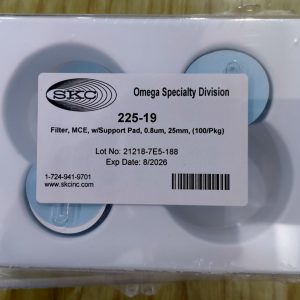 SKC
Omega Specialty Division
225-19
Filter, MCE, w/Support Pad, 0.8um, 25mm, (100/Pkg)
Lot No: 21218-7E5-188
Exp Date: 8/2026
1-724-941-9701
www.skcinc.com